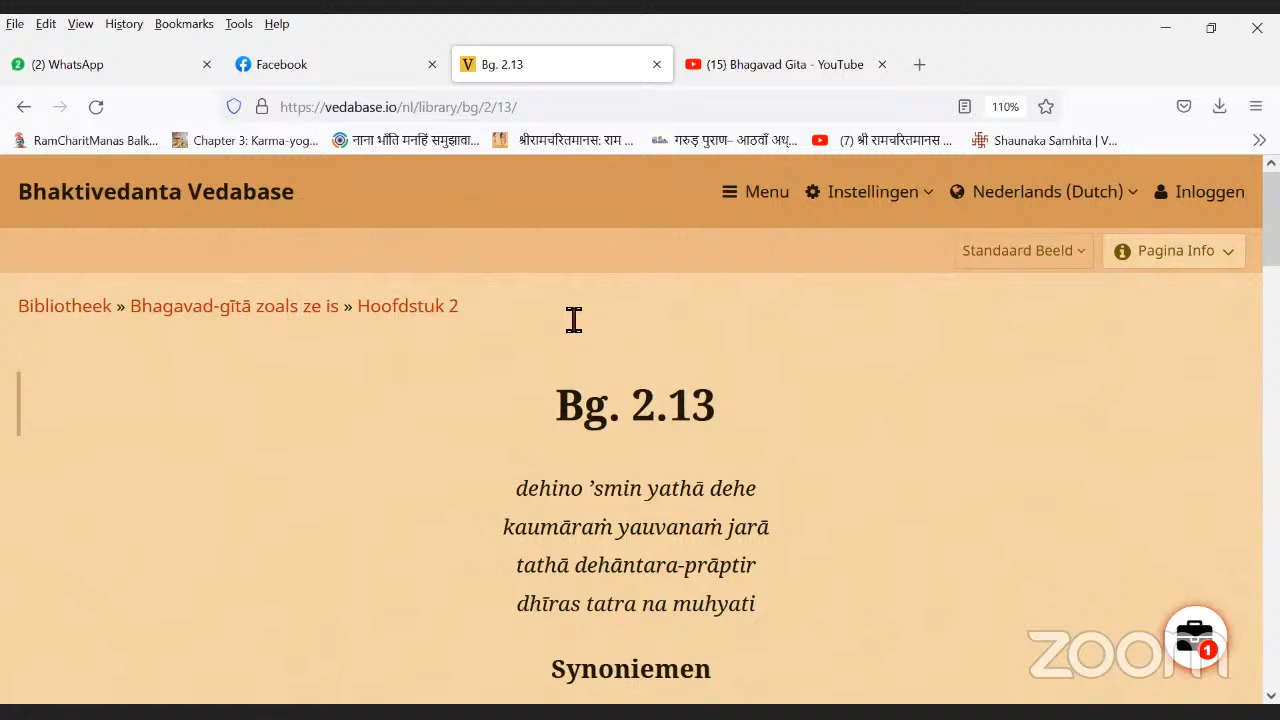 File Edit View History Bookmarks Tools Help
2 (2) WhatsApp
Facebook
V Bg. 2.13
(15) Bhagavad Gita - YouTube
https://vedabase.io/nl/library/bg/2/13/
110%
RamCharitManas Balk...
Chapter 3: Karma-yog...
नाना भाँति मनहिं समुझावा...
श्रीरामचरितमानस: राम ...
गरुड़ पुराण– आठवाँ अध्...
(7) श्री रामचरितमानस ...
Shaunaka Samhita | V...
Bhaktivedanta Vedabase
Menu Instellingen Nederlands (Dutch) Inloggen
Standaard Beeld Pagina Info
Bibliotheek » Bhagavad-gītā zoals ze is » Hoofdstuk 2
Bg. 2.13
dehino ’smin yathā dehe
kaumāraṁ yauvanaṁ jarā
tathā dehāntara-prāptir
dhīras tatra na muhyati
Synoniemen
1
zoom